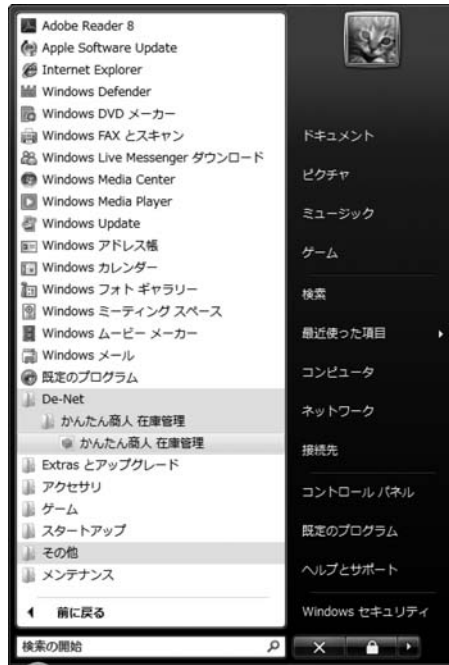 Adobe Reader 8
Apple Software Update
Internet Explorer
Windows Defender
Windows DVD メーカー
Windows FAX とスキャン
Windows Live Messenger ダウンロード
Windows Media Center
Windows Media Player
Windows Update
Windows アドレス帳
Windows カレンダー
Windows フォト ギャラリー
Windows ミーティング スペース
Windows ムービー メーカー
Windows メール
既定のプログラム
De-Net
かんたん商人 在庫管理
かんたん商人 在庫管理
Extras とアップグレード
アクセサリ
ゲーム
スタートアップ
その他
メンテナンス
前に戻る
検索の開始
ドキュメント
ピクチャ
ミュージック
ゲーム
検索
最近使った項目
コンピュータ
ネットワーク
接続先
コントロール パネル
既定のプログラム
ヘルプとサポート
Windows セキュリティ